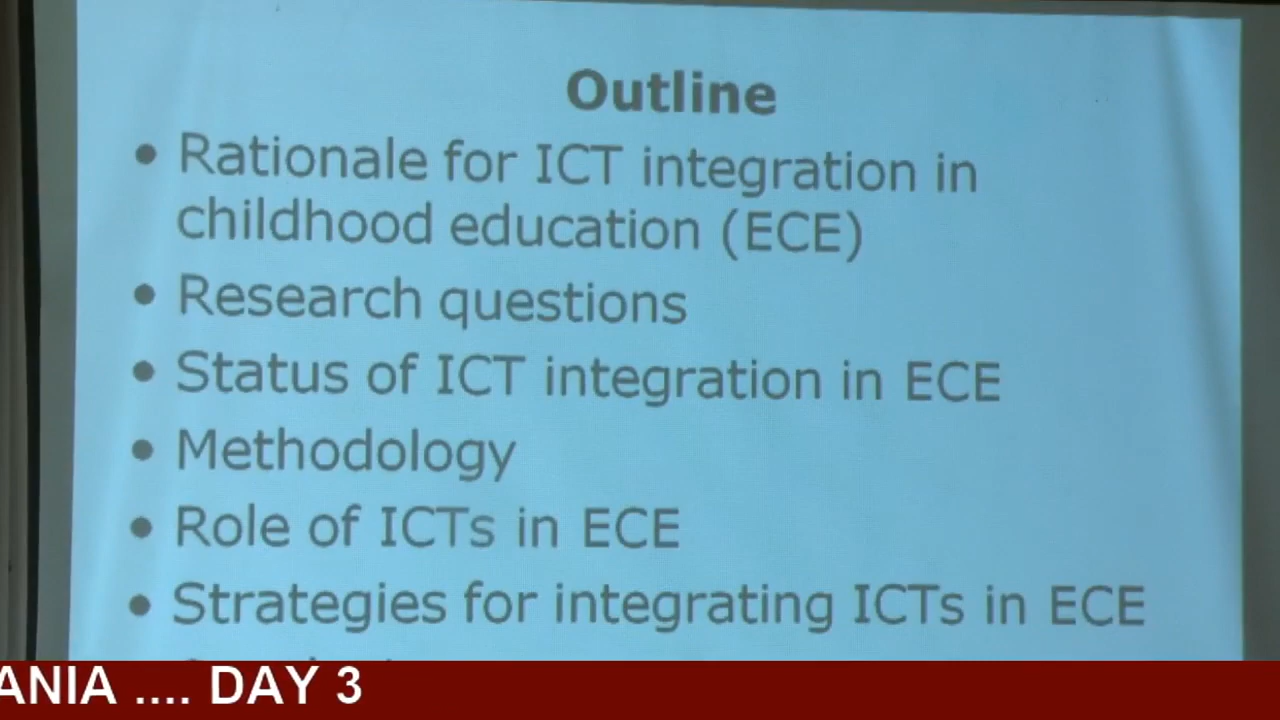 Outline
• Rationale for ICT integration in
childhood education (ECE)
• Research questions
• Status of ICT integration in ECE
• Methodology
• Role of ICTs in ECE
• Strategies for integrating ICTs in ECE
ANIA .... DAY 3